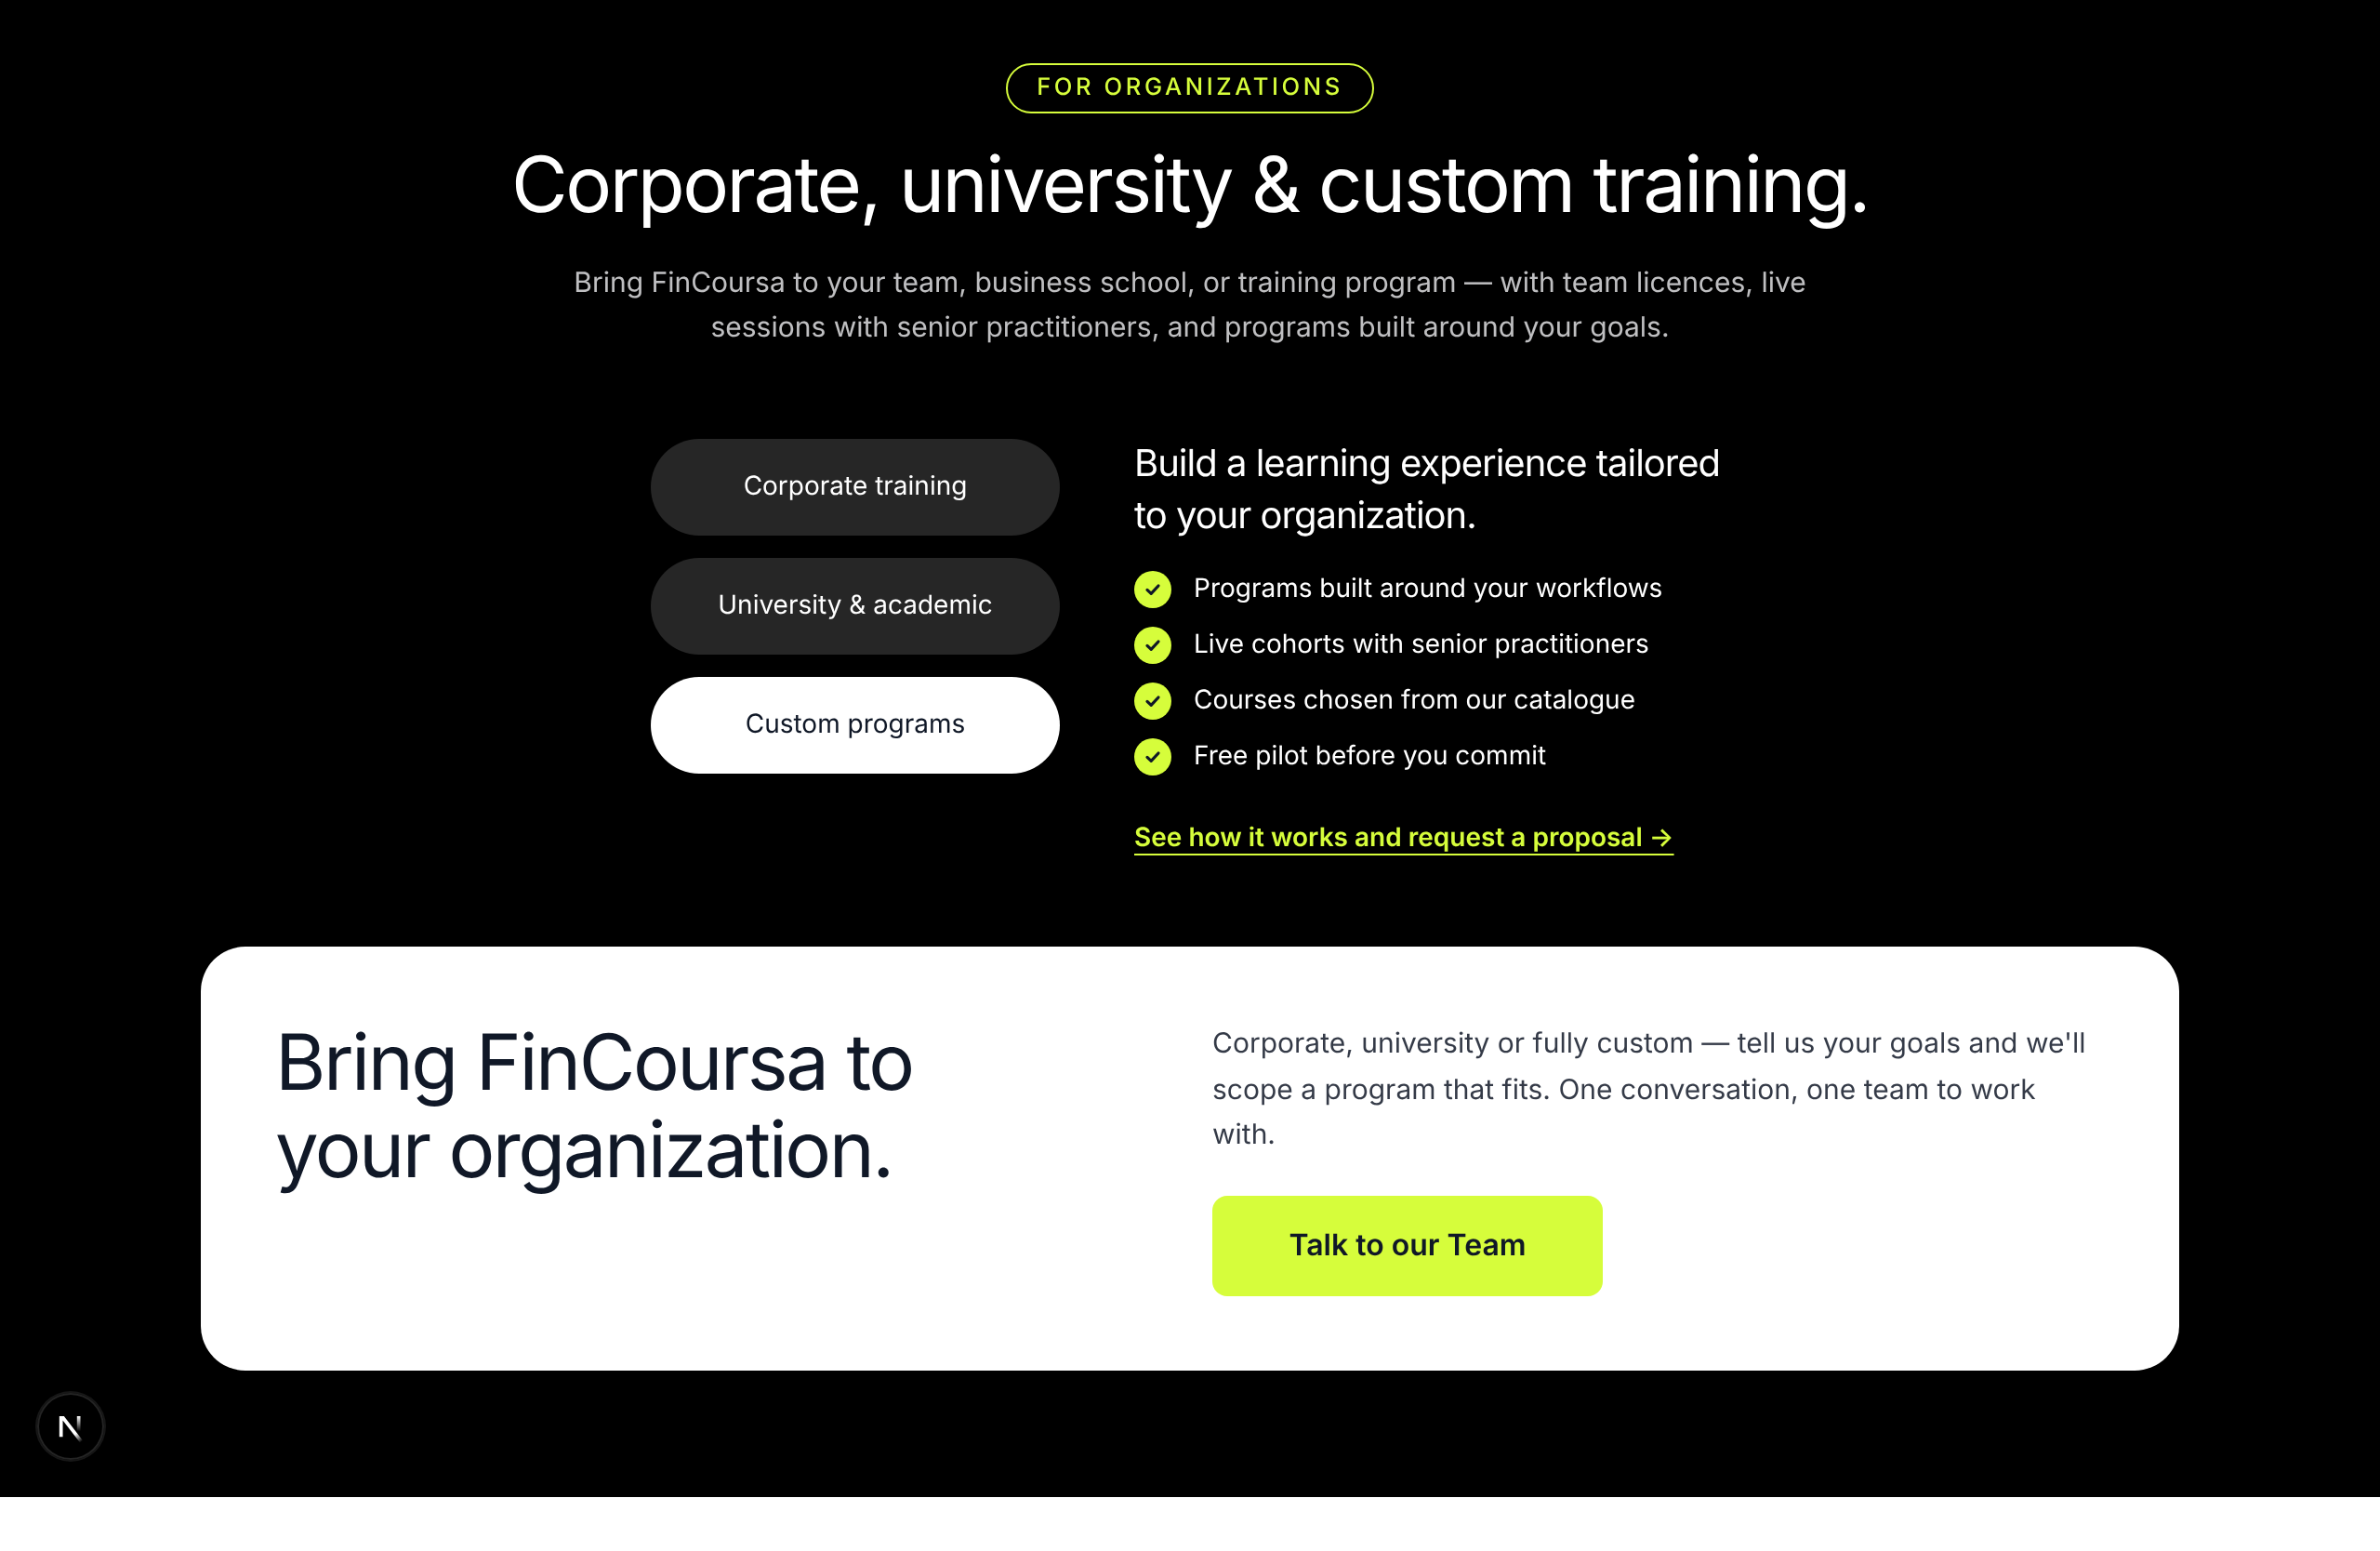 FOR ORGANIZATIONS
Corporate, university & custom training.
Bring FinCoursa to your team, business school, or training program — with team licences, live
sessions with senior practitioners, and programs built around your goals.
Corporate training
University & academic
Custom programs
Build a learning experience tailored
to your organization.
Programs built around your workflows
Live cohorts with senior practitioners
Courses chosen from our catalogue
Free pilot before you commit
See how it works and request a proposal →
Bring FinCoursa to
your organization.
Corporate, university or fully custom — tell us your goals and we'll
scope a program that fits. One conversation, one team to work
with.
Talk to our Team
N